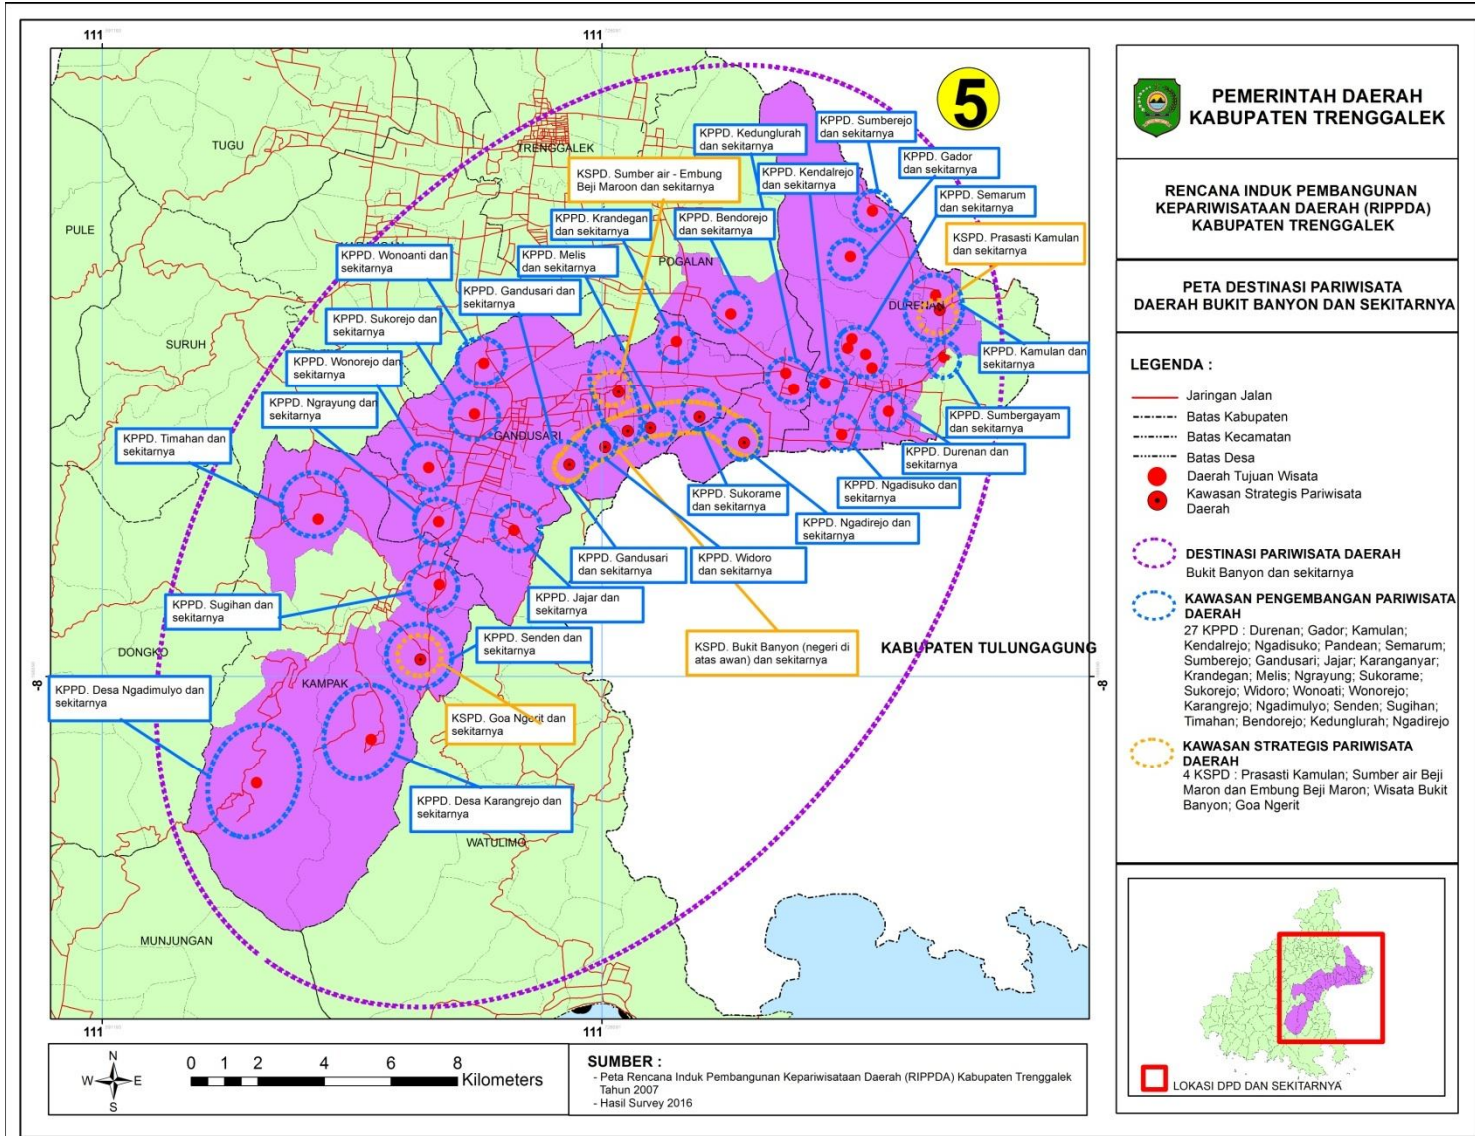 111
111
5
TUGU
TRENGGALEK
PULE
POGALAN
SURUH
DURENAN
GANDUSARI
DONGKO
KAMPAK
WATULIMO
MUNJUNGAN
KABUPATEN TULUNGAGUNG
-8
-8
KPPD. Kedunglurah
dan sekitarnya
KPPD. Sumberejo
dan sekitarnya
KPPD. Gador
dan sekitarnya
KSPD. Sumber air - Embung
Beji Maroon dan sekitarnya
KPPD. Kendalrejo
dan sekitarnya
KPPD. Semarum
dan sekitarnya
KPPD. Krandegan
dan sekitarnya
KPPD. Bendorejo
dan sekitarnya
KSPD. Prasasti Kamulan
dan sekitarnya
KPPD. Wonoanti dan
sekitarnya
KPPD. Melis
dan sekitarnya
KPPD. Gandusari dan
sekitarnya
KPPD. Sukorejo dan
sekitarnya
KPPD. Kamulan dan
sekitarnya
KPPD. Wonorejo dan
sekitarnya
KPPD. Ngrayung dan
sekitarnya
KPPD. Sumbergayam
dan sekitarnya
KPPD. Timahan dan
sekitarnya
KPPD. Durenan dan
sekitarnya
KPPD. Ngadisuko dan
sekitarnya
KPPD. Sukorame
dan sekitarnya
KPPD. Ngadirejo dan
sekitarnya
KPPD. Gandusari
dan sekitarnya
KPPD. Widoro
dan sekitarnya
KPPD. Jajar dan
sekitarnya
KPPD. Sugihan dan
sekitarnya
KPPD. Senden dan
sekitarnya
KSPD. Bukit Banyon (negeri di
atas awan) dan sekitarnya
KPPD. Desa Ngadimulyo dan
sekitarnya
KSPD. Goa Ngerit dan
sekitarnya
KPPD. Desa Karangrejo dan
sekitarnya
111
111
N
W
E
S
0 1 2 4 6 8
Kilometers
SUMBER :
- Peta Rencana Induk Pembangunan Kepariwisataan Daerah (RIPPDA) Kabupaten Trenggalek
Tahun 2007
- Hasil Survey 2016
PEMERINTAH DAERAH
KABUPATEN TRENGGALEK
RENCANA INDUK PEMBANGUNAN
KEPARIWISATAAN DAERAH (RIPPDA)
KABUPATEN TRENGGALEK
PETA DESTINASI PARIWISATA
DAERAH BUKIT BANYON DAN SEKITARNYA
LEGENDA :
Jaringan Jalan
Batas Kabupaten
Batas Kecamatan
Batas Desa
Daerah Tujuan Wisata
Kawasan Strategis Pariwisata
Daerah
DESTINASI PARIWISATA DAERAH
Bukit Banyon dan sekitarnya
KAWASAN PENGEMBANGAN PARIWISATA
DAERAH
27 KPPD : Durenan; Gador; Kamulan;
Kendalrejo; Ngadisuko; Pandean; Semarum;
Sumberejo; Gandusari; Jajar; Karanganyar;
Krandegan; Melis; Ngrayung; Sukorame;
Sukorejo; Widoro; Wonoati; Wonorejo;
Karangrejo; Ngadimulyo; Senden; Sugihan;
Timahan; Bendorejo; Kedunglurah; Ngadirejo
KAWASAN STRATEGIS PARIWISATA
DAERAH
4 KSPD : Prasasti Kamulan; Sumber air Beji
Maron dan Embung Beji Maron; Wisata Bukit
Banyon; Goa Ngerit
LOKASI DPD DAN SEKITARNYA